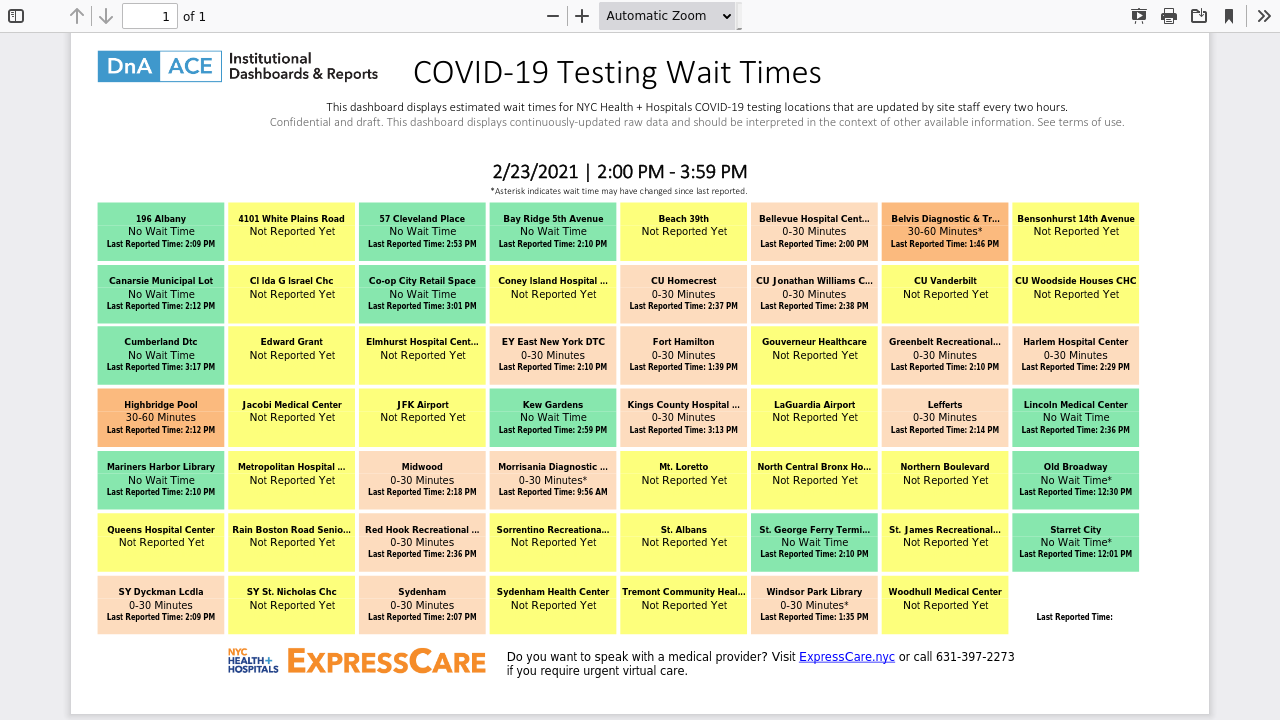 1 of 1
Automatic Zoom
DnA ACE Institutional Dashboards & Reports
COVID-19 Testing Wait Times
This dashboard displays estimated wait times for NYC Health + Hospitals COVID-19 testing locations that are updated by site staff every two hours.
Confidential and draft. This dashboard displays continuously-updated raw data and should be interpreted in the context of other available information. See terms of use.
2/23/2021 | 2:00 PM - 3:59 PM
*Asterisk indicates wait time may have changed since last reported.
196 Albany
No Wait Time
Last Reported Time: 2:09 PM
4101 White Plains Road
Not Reported Yet
57 Cleveland Place
No Wait Time
Last Reported Time: 2:53 PM
Bay Ridge 5th Avenue
No Wait Time
Last Reported Time: 2:10 PM
Beach 39th
Not Reported Yet
Bellevue Hospital Cent...
0-30 Minutes
Last Reported Time: 2:00 PM
Belvis Diagnostic & Tr...
30-60 Minutes*
Last Reported Time: 1:46 PM
Bensonhurst 14th Avenue
Not Reported Yet
Canarsie Municipal Lot
No Wait Time
Last Reported Time: 2:12 PM
Cl Ida G Israel Chc
Not Reported Yet
Co-op City Retail Space
No Wait Time
Last Reported Time: 3:01 PM
Coney Island Hospital ...
Not Reported Yet
CU Homecrest
0-30 Minutes
Last Reported Time: 2:37 PM
CU Jonathan Williams C...
0-30 Minutes
Last Reported Time: 2:38 PM
CU Vanderbilt
Not Reported Yet
CU Woodside Houses CHC
Not Reported Yet
Cumberland Dtc
No Wait Time
Last Reported Time: 3:17 PM
Edward Grant
Not Reported Yet
Elmhurst Hospital Cent...
Not Reported Yet
EY East New York DTC
0-30 Minutes
Last Reported Time: 2:10 PM
Fort Hamilton
0-30 Minutes
Last Reported Time: 1:39 PM
Gouverneur Healthcare
Not Reported Yet
Greenbelt Recreational...
0-30 Minutes
Last Reported Time: 2:10 PM
Harlem Hospital Center
0-30 Minutes
Last Reported Time: 2:29 PM
Highbridge Pool
30-60 Minutes
Last Reported Time: 2:12 PM
Jacobi Medical Center
Not Reported Yet
JFK Airport
Not Reported Yet
Kew Gardens
No Wait Time
Last Reported Time: 2:59 PM
Kings County Hospital ...
0-30 Minutes
Last Reported Time: 3:13 PM
LaGuardia Airport
Not Reported Yet
Lefferts
0-30 Minutes
Last Reported Time: 2:14 PM
Lincoln Medical Center
No Wait Time
Last Reported Time: 2:36 PM
Mariners Harbor Library
No Wait Time
Last Reported Time: 2:10 PM
Metropolitan Hospital ...
Not Reported Yet
Midwood
0-30 Minutes
Last Reported Time: 2:18 PM
Morrisania Diagnostic ...
0-30 Minutes*
Last Reported Time: 9:56 AM
Mt. Loretto
Not Reported Yet
North Central Bronx Ho...
Not Reported Yet
Northern Boulevard
Not Reported Yet
Old Broadway
No Wait Time*
Last Reported Time: 12:30 PM
Queens Hospital Center
Not Reported Yet
Rain Boston Road Senio...
Not Reported Yet
Red Hook Recreational ...
0-30 Minutes
Last Reported Time: 2:36 PM
Sorrentino Recreationa...
Not Reported Yet
St. Albans
Not Reported Yet
St. George Ferry Termi...
No Wait Time
Last Reported Time: 2:10 PM
St. James Recreational...
Not Reported Yet
Starret City
No Wait Time*
Last Reported Time: 12:01 PM
SY Dyckman Lcdla
0-30 Minutes
Last Reported Time: 2:09 PM
SY St. Nicholas Chc
Not Reported Yet
Sydenham
0-30 Minutes
Last Reported Time: 2:07 PM
Sydenham Health Center
Not Reported Yet
Tremont Community Heal...
Not Reported Yet
Windsor Park Library
0-30 Minutes*
Last Reported Time: 1:35 PM
Woodhull Medical Center
Not Reported Yet
Last Reported Time:
NYC
HEALTH+
HOSPITALS
EXPRESSCARE
Do you want to speak with a medical provider? Visit ExpressCare.nyc or call 631-397-2273
if you require urgent virtual care.